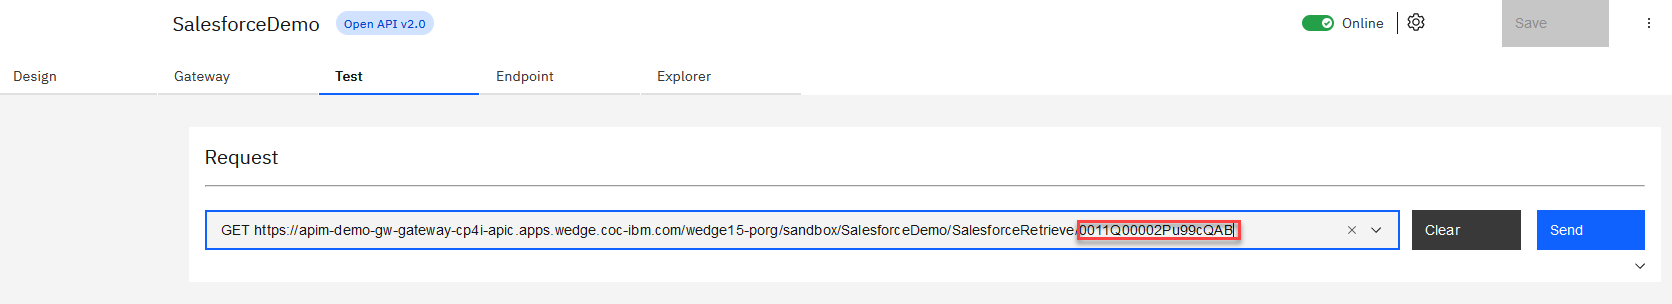 SalesforceDemo Open API v2.0 Online Save
Design Gateway Test Endpoint Explorer
Request
GET https://apim-demo-gw-gateway-cp4i-apic.apps.wedge.coc-ibm.com/wedge15-porg/sandbox/SalesforceDemo/SalesforceRetrieve/0011Q00002Pu99cQAB Clear Send